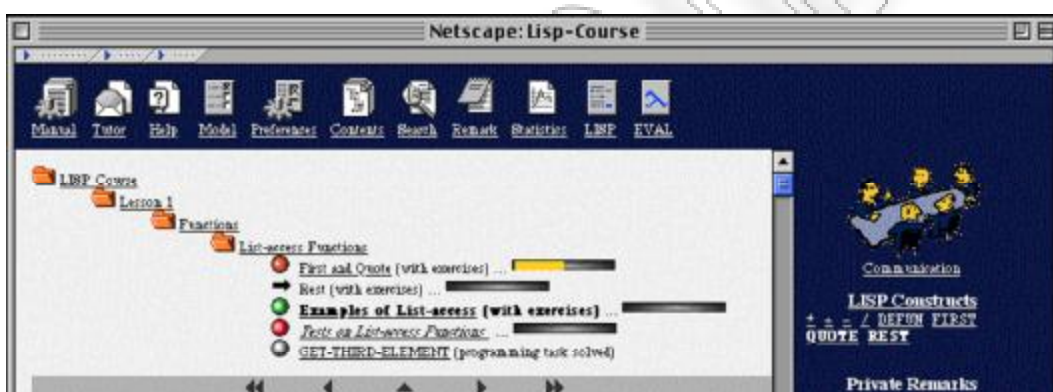 Netscape: Lisp-Course
Manual Tutor Help Model Preferences Contents Search Remark Statistics LISP EVAL
LISP Course
Lesson 1
Functions
List-access Functions
First and Quote (with exercises) ...
Rest (with exercises) ...
Examples of List-access (with exercises) ...
Tests on List-access Functions ...
GET-THIRD-ELEMENT (programming task solved)
Communication
LISP Constructs
+ * - / DEFUN FIRST
QUOTE REST
Private Remarks